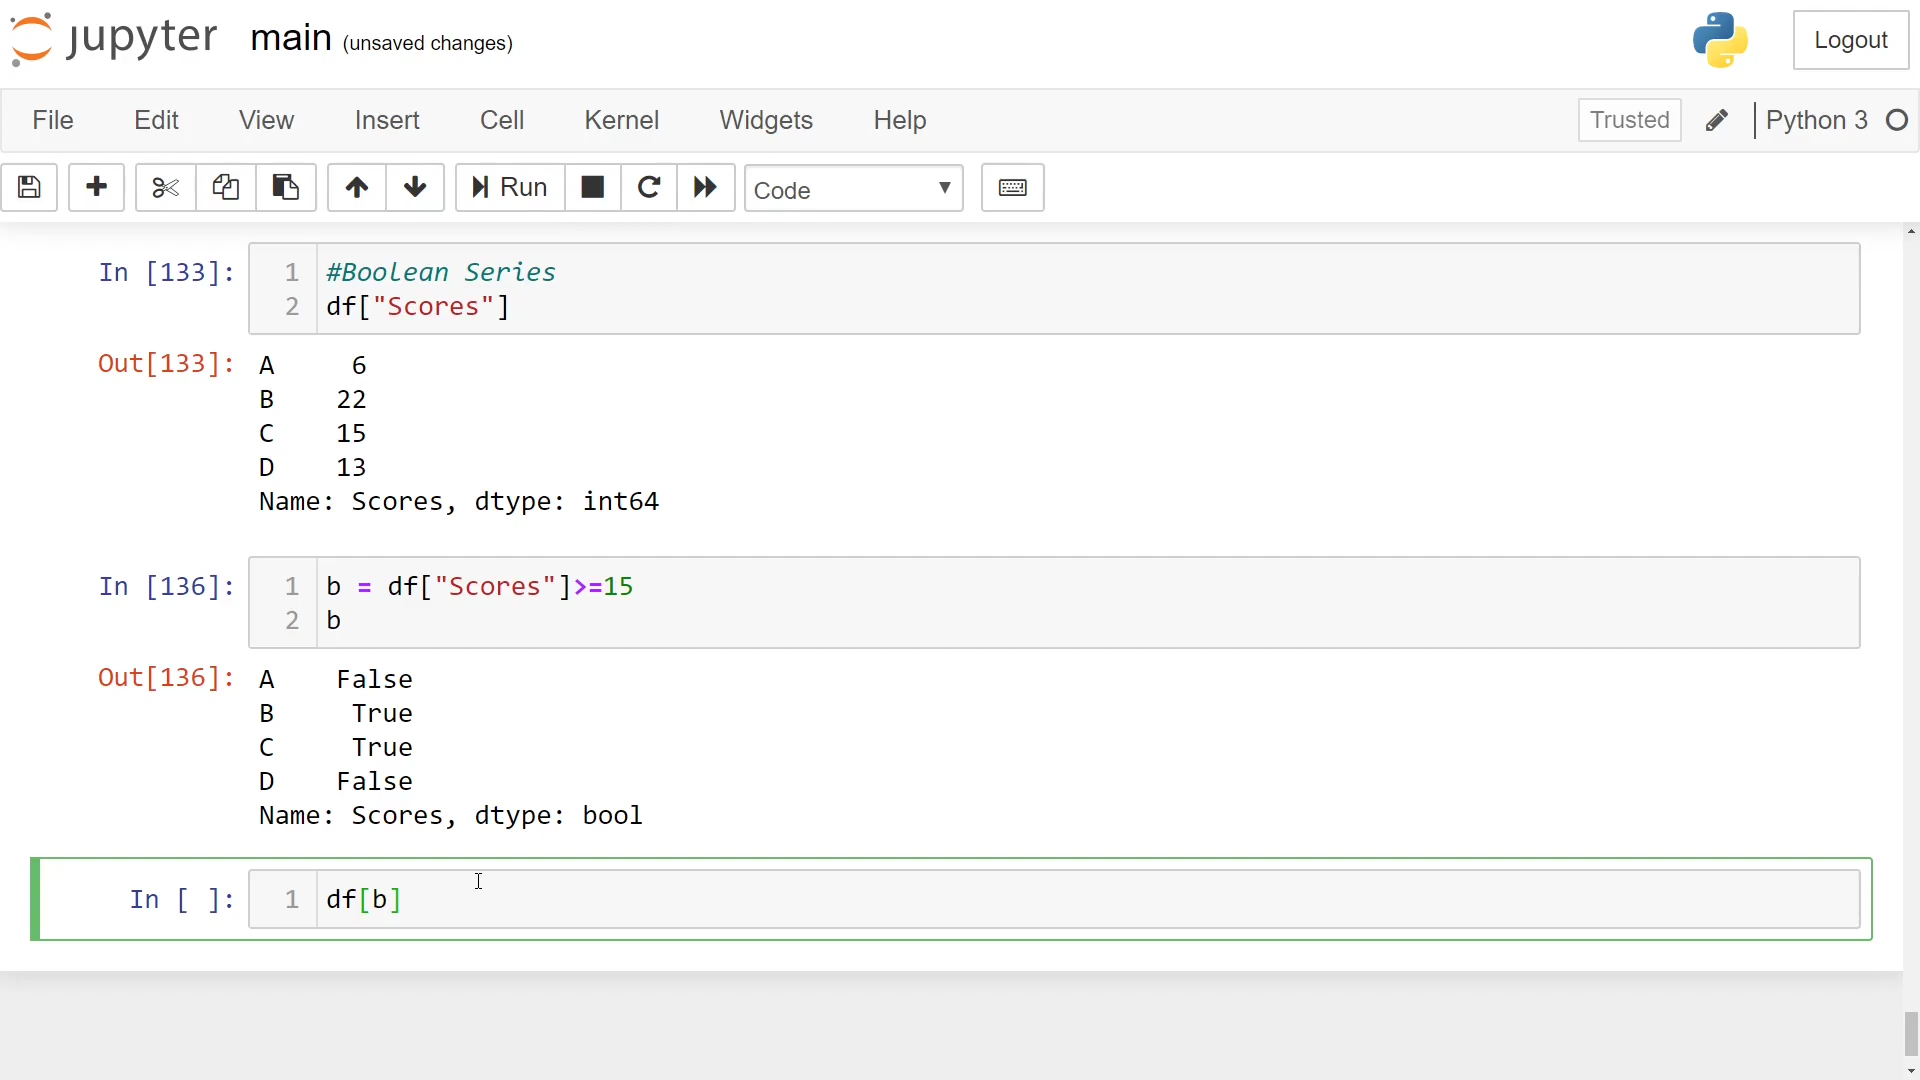 jupyter main (unsaved changes) Logout
File Edit View Insert Cell Kernel Widgets Help Trusted Python 3
Run Code
In [133]: 1 #Boolean Series
2 df["Scores"]
Out[133]: A 6
B 22
C 15
D 13
Name: Scores, dtype: int64
In [136]: 1 b = df["Scores"]>=15
2 b
Out[136]: A False
B True
C True
D False
Name: Scores, dtype: bool
In [ ]: 1 df[b]